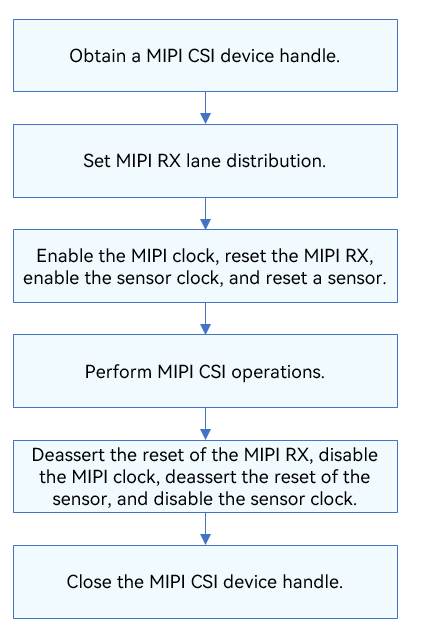 Obtain a MIPI CSI device handle.
Set MIPI RX lane distribution.
Enable the MIPI clock, reset the MIPI RX,
enable the sensor clock, and reset a sensor.
Perform MIPI CSI operations.
Deassert the reset of the MIPI RX, disable
the MIPI clock, deassert the reset of the
sensor, and disable the sensor clock.
Close the MIPI CSI device handle.